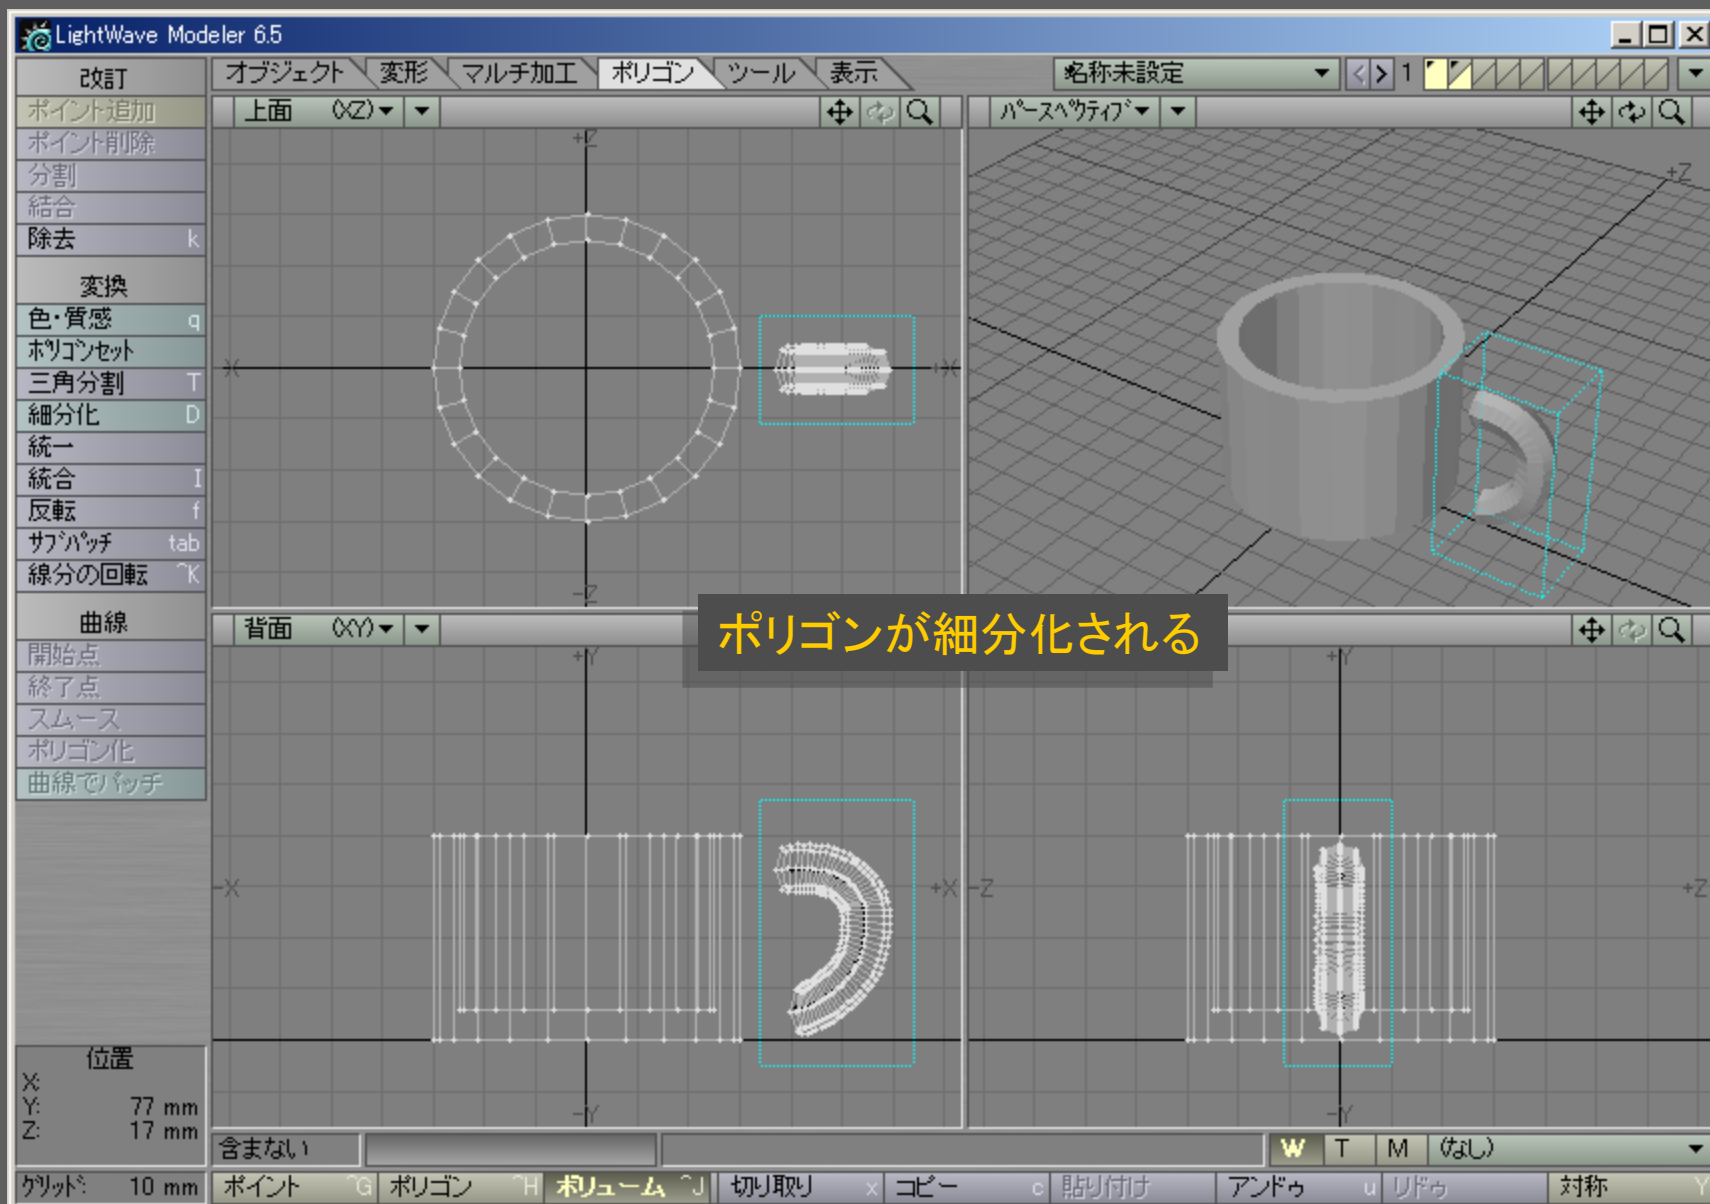 LightWave Modeler 6.5
改訂
オブジェクト
変形
マルチ加工
ポリゴン
ツール
表示
名称未設定
1
ポイント追加
ポイント削除
分割
結合
除去 k
変換
色・質感 q
ポリゴンセット
三角分割 T
細分化 D
統一
統合 I
反転 f
サブパッチ tab
線分の回転 ^K
曲線
開始点
終了点
スムース
ポリゴン化
曲線でパッチ
上面 (XZ)
+Z
-X
+X
-Z
パースペクティブ
+Z
背面 (XY)
+Y
-X
+X
-Y
ポリゴンが細分化される
+Y
-Z
+Z
-Y
位置
X:
Y: 77 mm
Z: 17 mm
グリッド: 10 mm
含まない
W T M (なし)
ポイント ^G
ポリゴン ^H
ボリューム ^J
切り取り x
コピー c
貼り付け
アンドゥ u
リドゥ
対称 Y